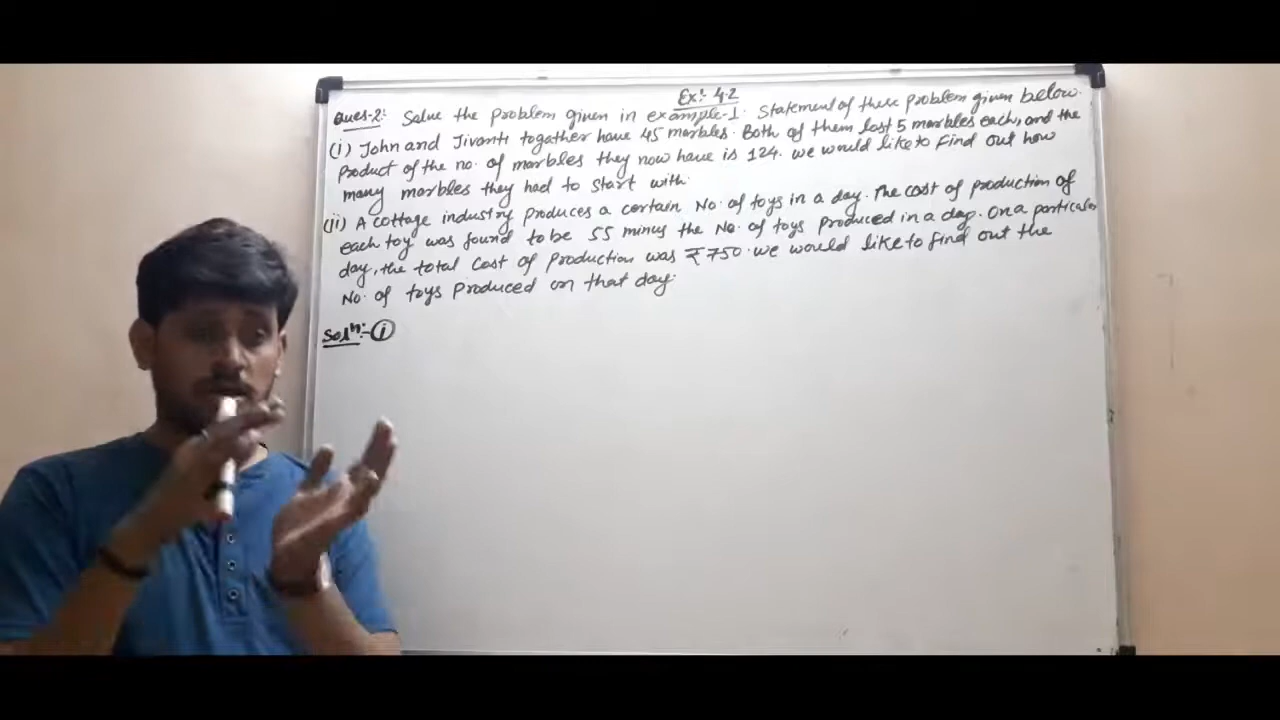 Ex:- 4.2
Ques-2: Solve the problem given in example-1. Statement of these problem given below.
(i) John and Jivanti togather have 45 marbles. Both of them lost 5 marbles each, and the
product of the no. of marbles they now have is 124. we would like to find out how
many marbles they had to start with.
(ii) A cottage industry produces a certain No. of toys in a day. The cost of production of
each toy was found to be 55 minus the No. of toys produced in a day. On a particular
day, the total cost of production was ₹750. we would like to find out the
No. of toys produced on that day.
Solⁿ:- (i)